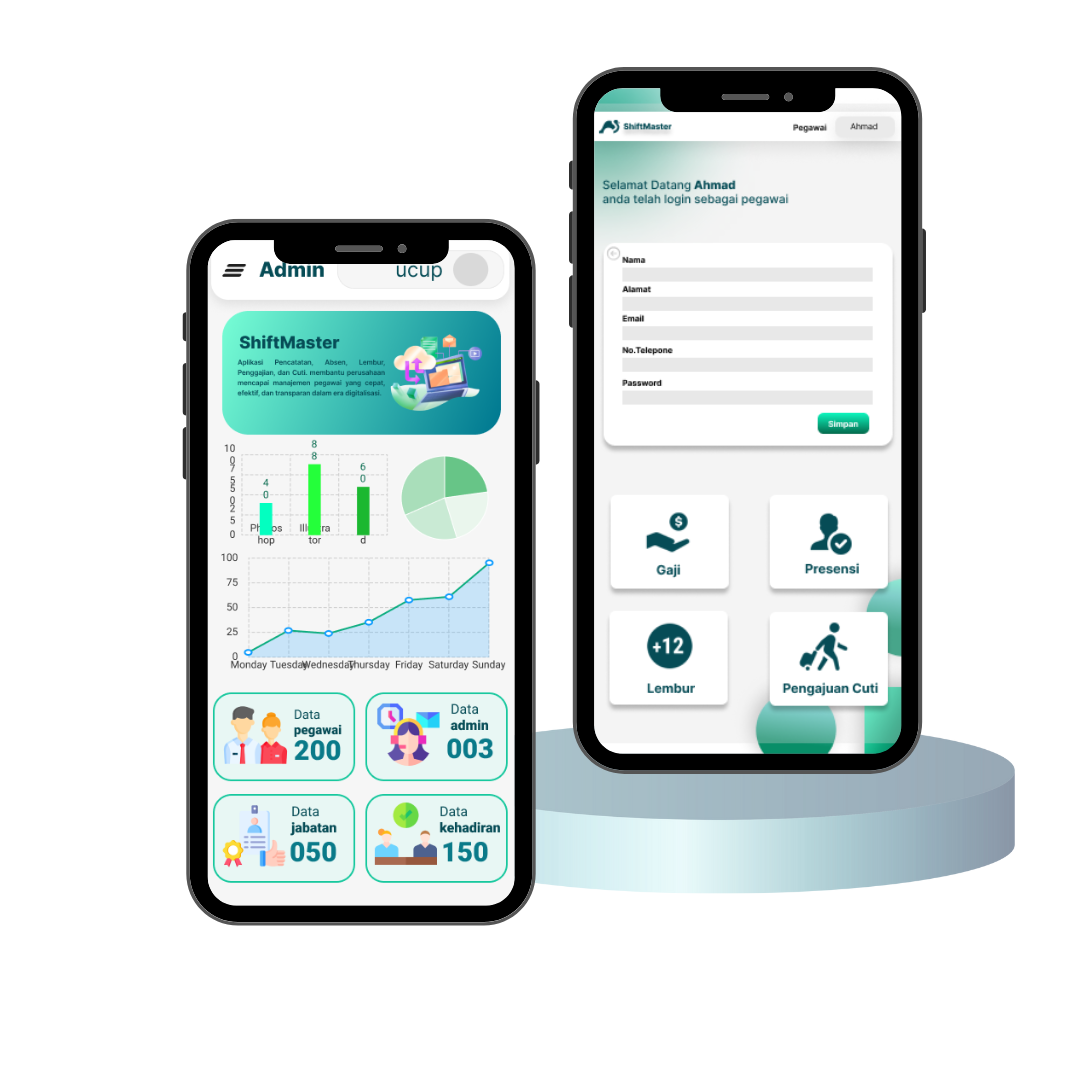 Admin
ucup
ShiftMaster
Aplikasi Pencatatan, Absen, Lembur,
Penggajian, dan Cuti. membantu perusahaan
mencapai manajemen pegawai yang cepat,
efektif, dan transparan dalam era digitalisasi.
10
0
7
5
5
0
2
5
0
4
0
8
8
6
0
hop
tor
d
100
75
50
25
0
Monday Tuesday Wednesday Thursday Friday Saturday Sunday
Data
pegawai
200
Data
admin
003
Data
jabatan
050
Data
kehadiran
150
ShiftMaster
Pegawai
Ahmad
Selamat Datang Ahmad
anda telah login sebagai pegawai
Nama
Alamat
Email
No.Telepone
Password
Simpan
$
Gaji
Presensi
+12
Lembur
Pengajuan Cuti